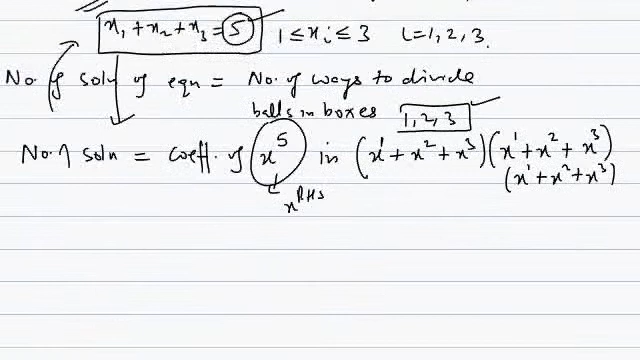 x₁ + x₂ + x₃ = 5 1 ≤ xᵢ ≤ 3 i=1, 2, 3.
No. of soln of eqn = No. of ways to divide
balls in boxes 1, 2, 3
No. of soln = coeff. of x⁵ in (x¹ + x² + x³) (x¹ + x² + x³)
(x¹ + x² + x³)
x^RHS